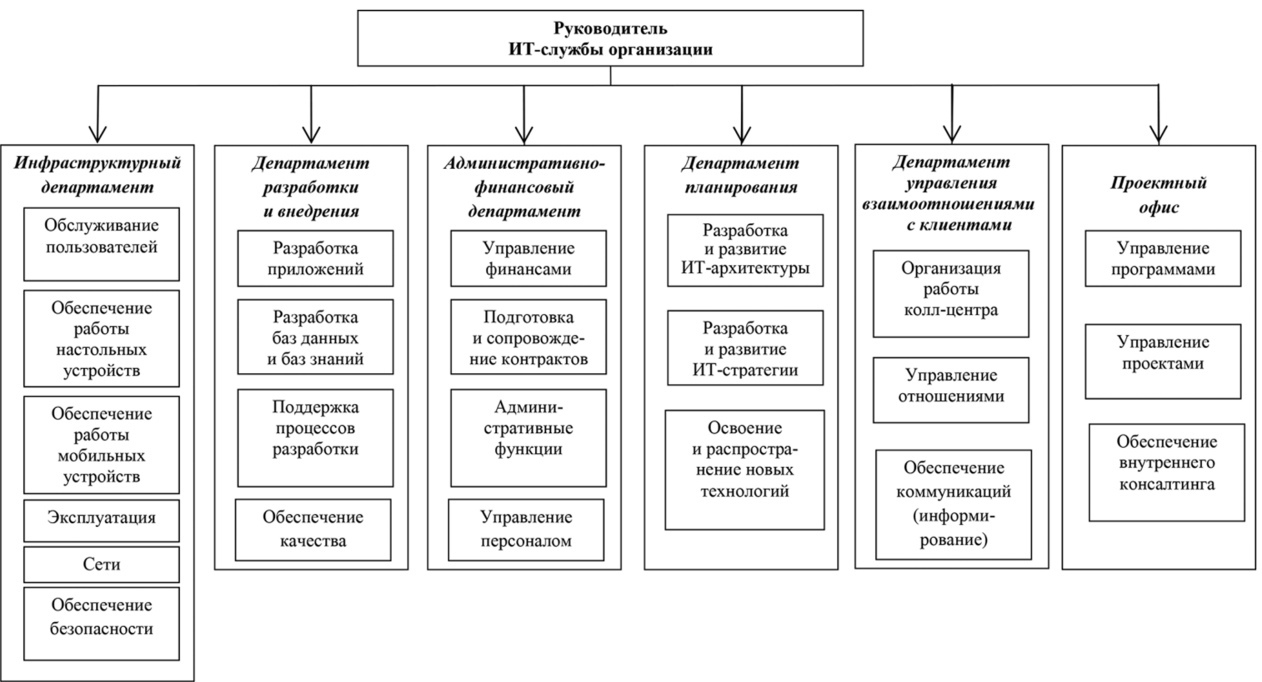 Руководитель
ИТ-службы организации
Инфраструктурный
департамент
Обслуживание
пользователей
Обеспечение
работы
настольных
устройств
Обеспечение
работы
мобильных
устройств
Эксплуатация
Сети
Обеспечение
безопасности
Департамент
разработки
и внедрения
Разработка
приложений
Разработка
баз данных
и баз знаний
Поддержка
процессов
разработки
Обеспечение
качества
Административно-
финансовый
департамент
Управление
финансами
Подготовка
и сопровожде-
ние контрактов
Админи-
стративные
функции
Управление
персоналом
Департамент
планирования
Разработка
и развитие
ИТ-архитектуры
Разработка
и развитие
ИТ-стратегии
Освоение
и распростра-
нение новых
технологий
Департамент
управления
взаимоотношениями
с клиентами
Организация
работы
колл-центра
Управление
отношениями
Обеспечение
коммуникаций
(информи-
рование)
Проектный
офис
Управление
программами
Управление
проектами
Обеспечение
внутреннего
консалтинга